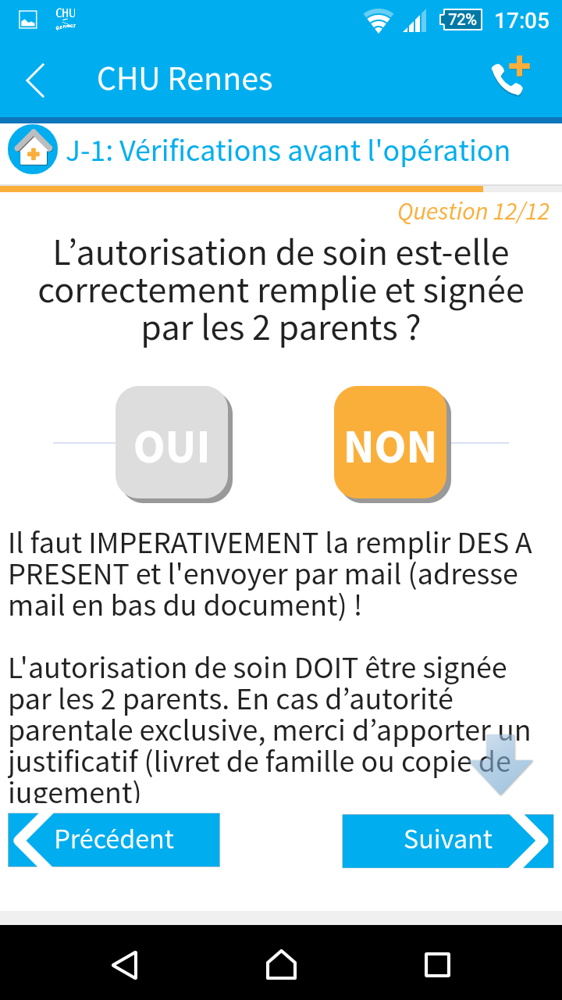 CHU
Rennes
72%
17:05
CHU Rennes
J-1: Vérifications avant l'opération
Question 12/12
L’autorisation de soin est-elle
correctement remplie et signée
par les 2 parents ?
OUI
NON
Il faut IMPERATIVEMENT la remplir DES A
PRESENT et l'envoyer par mail (adresse
mail en bas du document) !
L'autorisation de soin DOIT être signée
par les 2 parents. En cas d’autorité
parentale exclusive, merci d’apporter un
justificatif (livret de famille ou copie de
jugement)
Précédent
Suivant